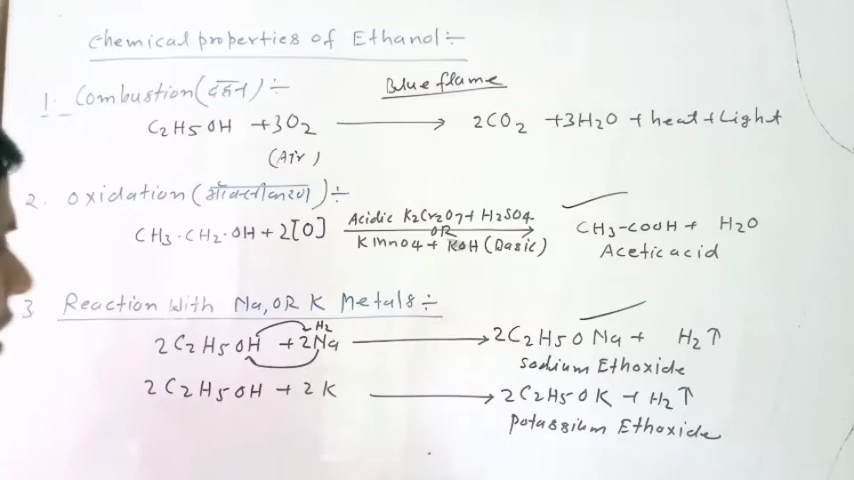 Chemical properties of Ethanol :-
1. Combustion (दहन) :-
Blue flame
C2H5OH + 3O2 ⟶ 2CO2 + 3H2O + heat + Light
(Air)
2. Oxidation (ऑक्सीकरण) :-
Acidic K2Cr2O7 + H2SO4
CH3·CH2·OH + 2[O] ⟶ CH3-COOH + H2O
OR
KMnO4 + KOH (Basic)
Acetic acid
3 Reaction With Na, OR K Metals :-
H2
2C2H5OH + 2Na ⟶ 2C2H5ONa + H2↑
Sodium Ethoxide
2C2H5OH + 2K ⟶ 2C2H5OK + H2↑
Potassium Ethoxide